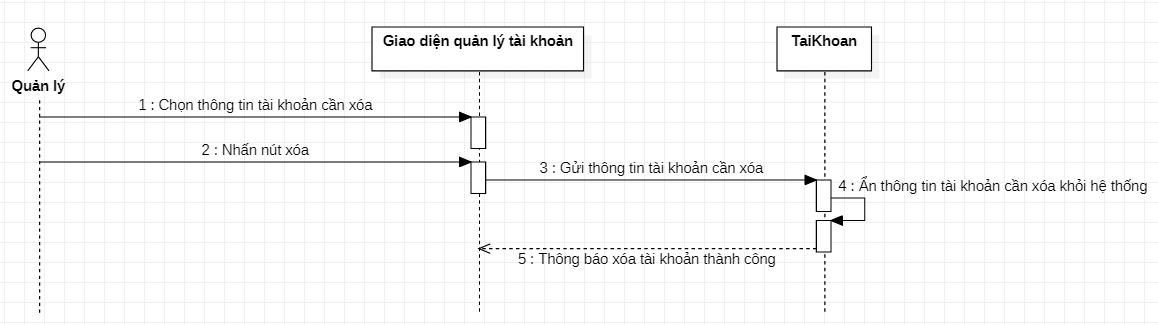 Giao diện quản lý tài khoản
TaiKhoan
Quản lý
1 : Chọn thông tin tài khoản cần xóa
2 : Nhấn nút xóa
3 : Gửi thông tin tài khoản cần xóa
4 : Ẩn thông tin tài khoản cần xóa khỏi hệ thống
5 : Thông báo xóa tài khoản thành công